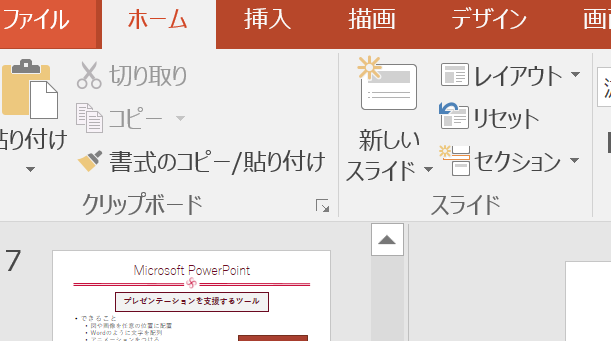 ファイル ホーム 挿入 描画 デザイン
切り取り
コピー
貼り付け
書式のコピー/貼り付け
クリップボード
新しい
スライド
レイアウト
リセット
セクション
スライド
7
Microsoft PowerPoint
プレゼンテーションを支援するツール
• できること
• 図や画像を任意の位置に配置
• Wordのように文字を配列
• アニメーションをつける